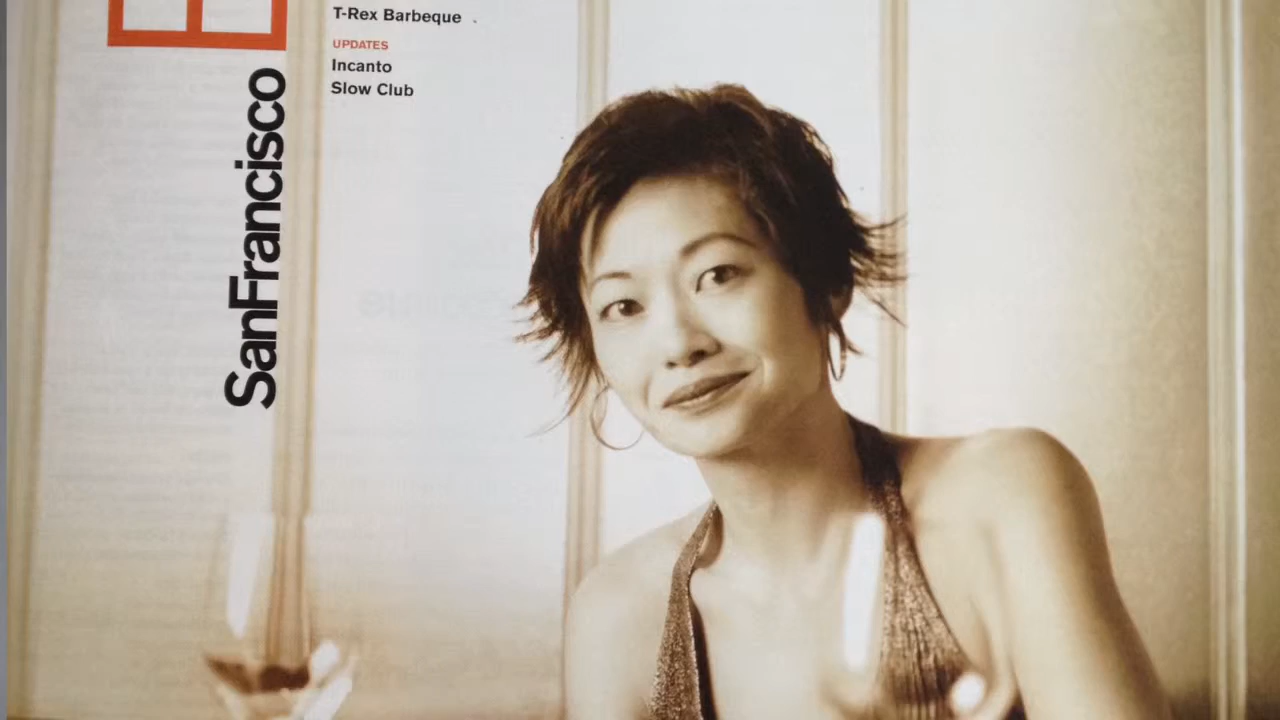 T-Rex Barbeque
UPDATES
Incanto
Slow Club
SanFrancisco